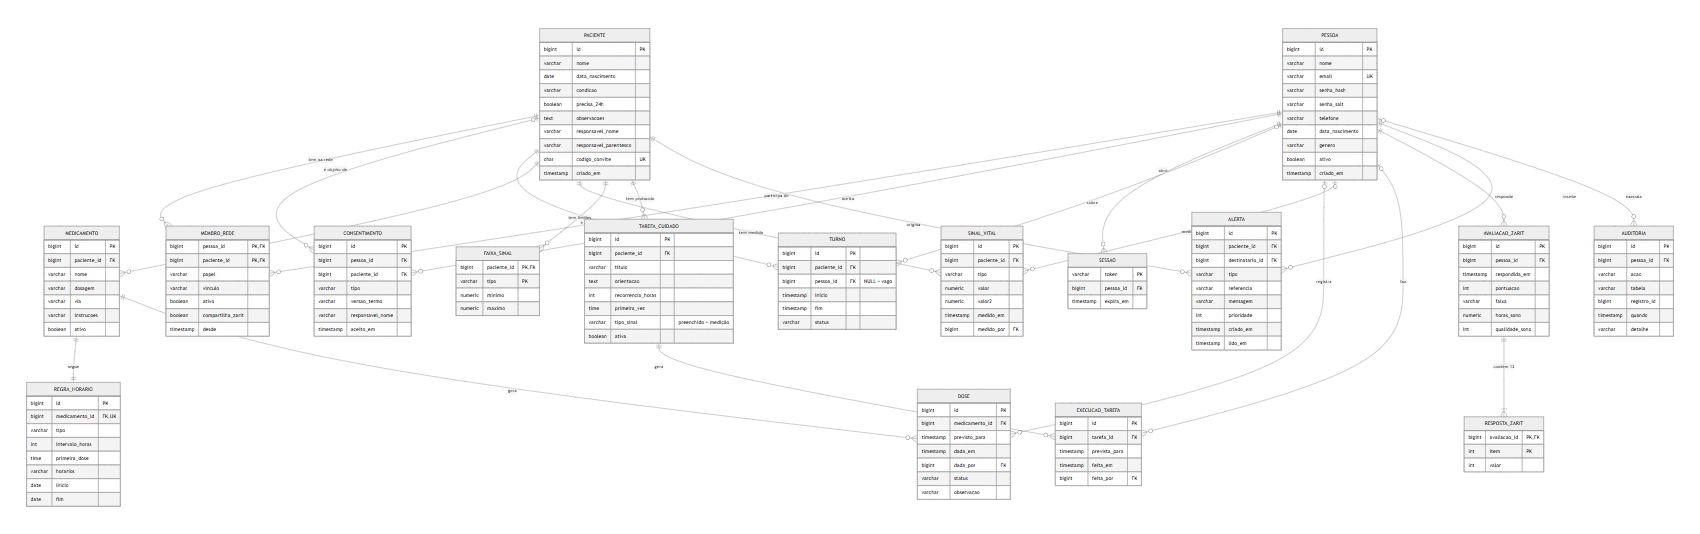 PACIENTE
bigint id PK
varchar nome
date data_nascimento
varchar condicao
boolean precisa_24h
text observacoes
varchar responsavel_nome
varchar responsavel_parentesco
char codigo_convite UK
timestamp criado_em
PESSOA
bigint id PK
varchar nome
varchar email UK
varchar senha_hash
varchar senha_salt
varchar telefone
date data_nascimento
varchar genero
boolean ativo
timestamp criado_em
tem na rede
é objeto de
tem protocolo
tem limites
tem medida
participa de
aceita
origina
cobre
abre
responde
recebe
executa
MEDICAMENTO
bigint id PK
bigint paciente_id FK
varchar nome
varchar dosagem
varchar via
varchar instrucoes
boolean ativo
MEMBRO_REDE
bigint pessoa_id PK,FK
bigint paciente_id PK,FK
varchar papel
varchar vinculo
boolean ativo
boolean compartilha_zarit
timestamp desde
CONSENTIMENTO
bigint id PK
bigint pessoa_id FK
bigint paciente_id FK
varchar tipo
varchar versao_termo
varchar responsavel_nome
timestamp aceito_em
FAIXA_SINAL
bigint paciente_id PK,FK
varchar tipo PK
numeric minimo
numeric maximo
TAREFA_CUIDADO
bigint id PK
bigint paciente_id FK
varchar titulo
text orientacao
int recorrencia_horas
time primeira_vez
varchar tipo_sinal preenchido = medição
boolean ativa
TURNO
bigint id PK
bigint paciente_id FK
bigint pessoa_id FK NULL = vago
timestamp inicio
timestamp fim
varchar status
SINAL_VITAL
bigint id PK
bigint paciente_id FK
varchar tipo
numeric valor
numeric valor2
timestamp medido_em
bigint medido_por FK
SESSAO
varchar token PK
bigint pessoa_id FK
timestamp expira_em
ALERTA
bigint id PK
bigint paciente_id FK
bigint destinatario_id FK
varchar tipo
varchar referencia
varchar mensagem
int prioridade
timestamp criado_em
timestamp lido_em
AVALIACAO_ZARIT
bigint id PK
bigint pessoa_id FK
timestamp respondida_em
int pontuacao
varchar faixa
numeric horas_sono
int qualidade_sono
AUDITORIA
bigint id PK
bigint pessoa_id FK
varchar acao
varchar tabela
bigint registro_id
timestamp quando
varchar detalhe
segue
gera
gera
registra
faz
REGRA_HORARIO
bigint id PK
bigint medicamento_id FK,UK
varchar tipo
int intervalo_horas
time primeira_dose
varchar horarios
date inicio
date fim
DOSE
bigint id PK
bigint medicamento_id FK
timestamp previsto_para
timestamp dada_em
bigint dada_por FK
varchar status
varchar observacao
EXECUCAO_TAREFA
bigint id PK
bigint tarefa_id FK
timestamp prevista_para
timestamp feita_em
bigint feita_por FK
RESPOSTA_ZARIT
bigint avaliacao_id PK,FK
int item PK
int valor